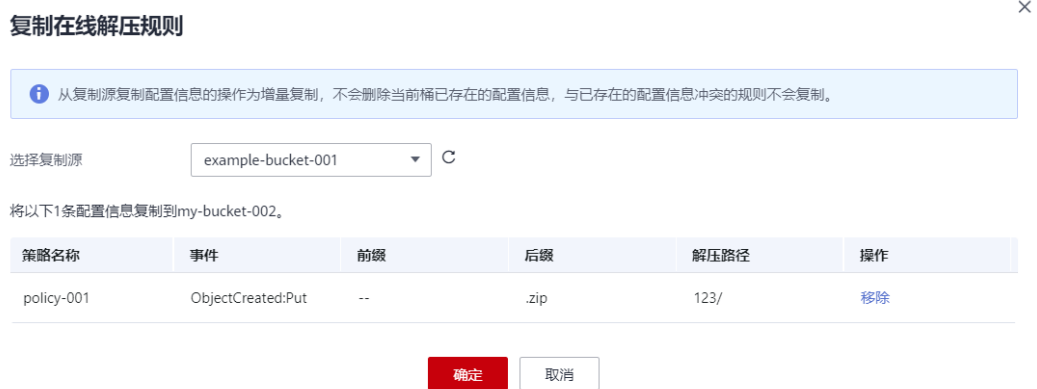 复制在线解压规则
从复制源复制配置信息的操作为增量复制，不会删除当前桶已存在的配置信息，与已存在的配置信息冲突的规则不会复制。
选择复制源 example-bucket-001
将以下1条配置信息复制到my-bucket-002。
策略名称 事件 前缀 后缀 解压路径 操作
policy-001 ObjectCreated:Put -- .zip 123/ 移除
确定 取消